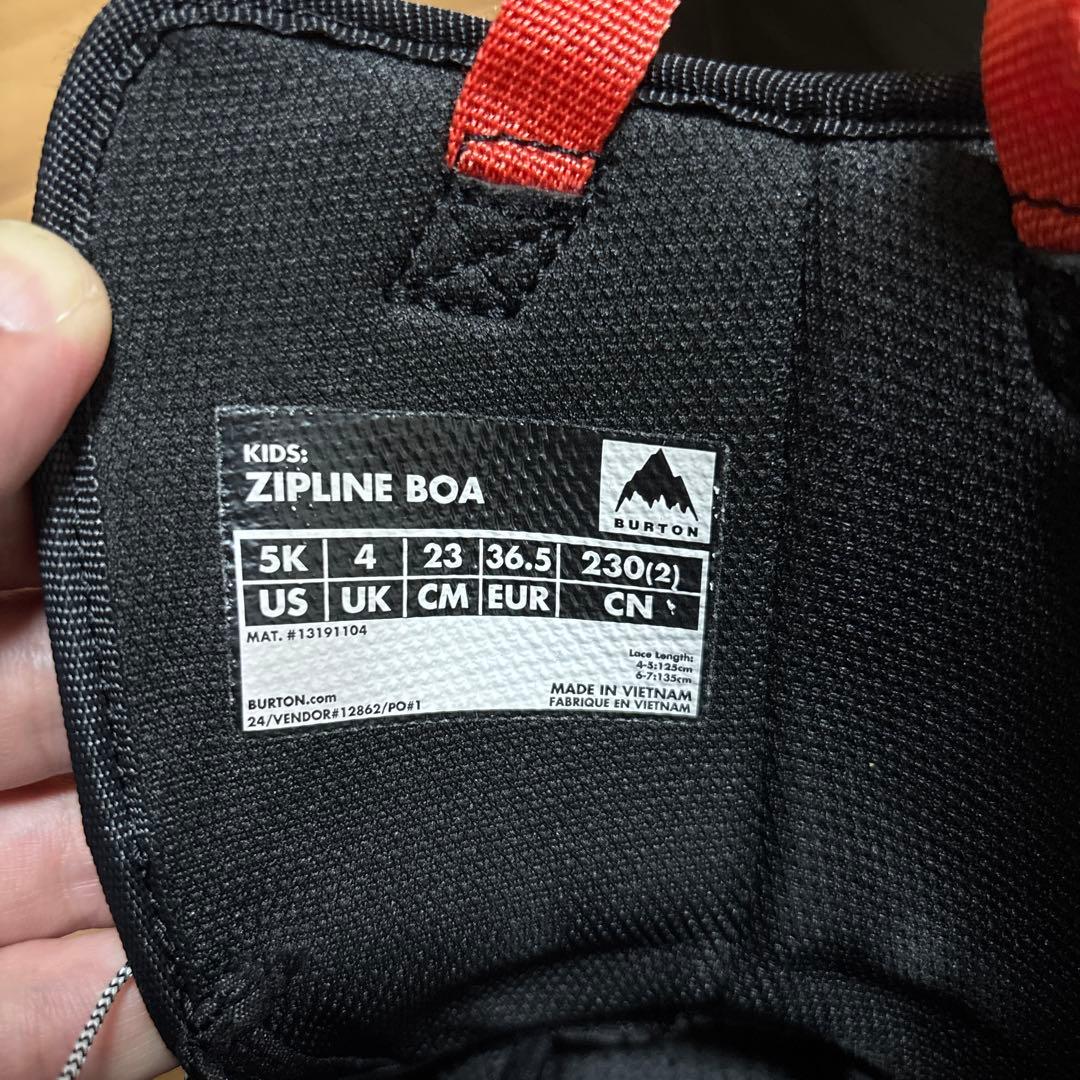 KIDS:
ZIPLINE BOA
BURTON
5K 4 23 36.5 230(2)
US UK CM EUR CN
MAT. #13191104
Lace Length:
4-5:125cm
6-7:135cm
BURTON.com
MADE IN VIETNAM
24/VENDOR#12862/PO#1
FABRIQUE EN VIETNAM